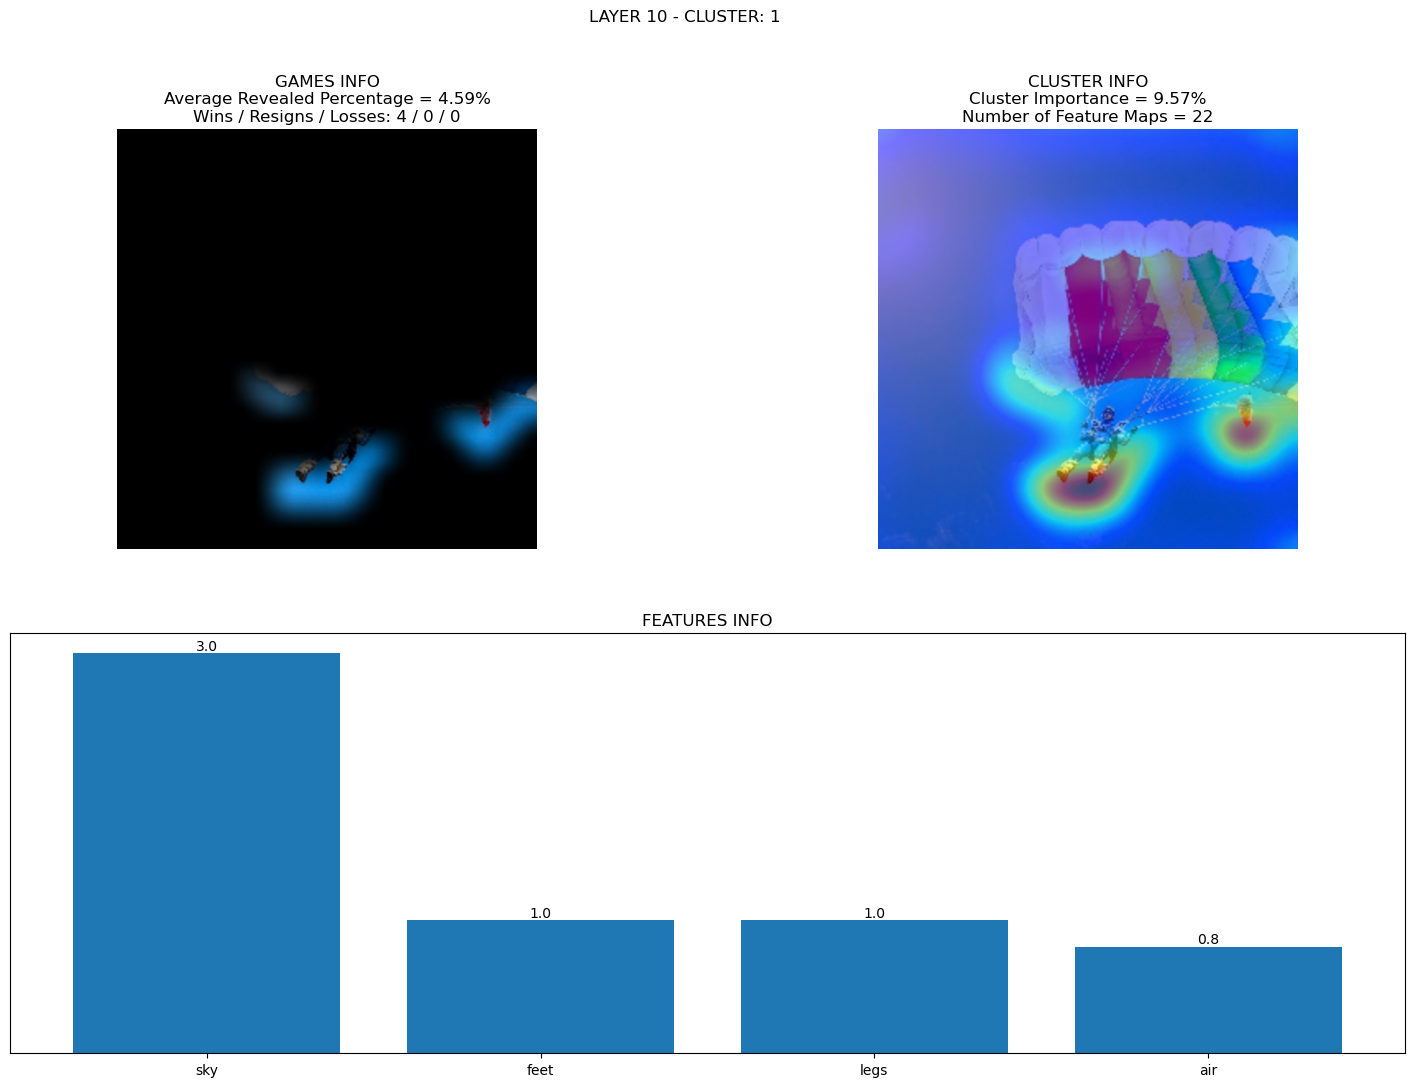 LAYER 10 - CLUSTER: 1
GAMES INFO
Average Revealed Percentage = 4.59%
Wins / Resigns / Losses: 4 / 0 / 0
CLUSTER INFO
Cluster Importance = 9.57%
Number of Feature Maps = 22
FEATURES INFO
3.0
1.0
1.0
0.8
sky
feet
legs
air